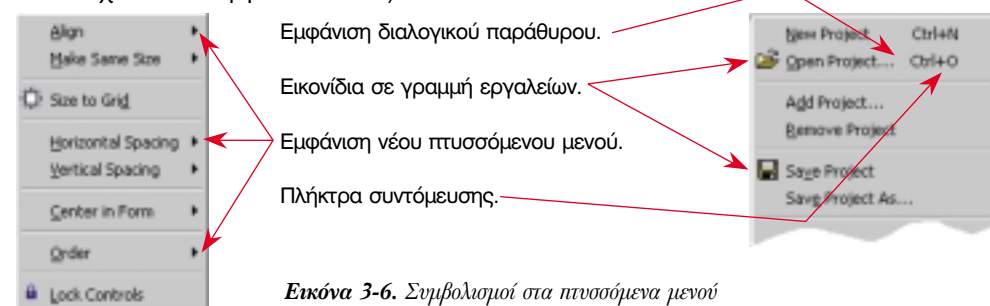 Align
Make Same Size
Size to Grid
Horizontal Spacing
Vertical Spacing
Center in Form
Order
Lock Controls
Εμφάνιση διαλογικού παράθυρου.
Εικονίδια σε γραμμή εργαλείων.
Εμφάνιση νέου πτυσσόμενου μενού.
Πλήκτρα συντόμευσης.
New Project Ctrl+N
Open Project... Ctrl+O
Add Project...
Remove Project
Save Project
Save Project As...
Εικόνα 3-6. Συμβολισμοί στα πτυσσόμενα μενού